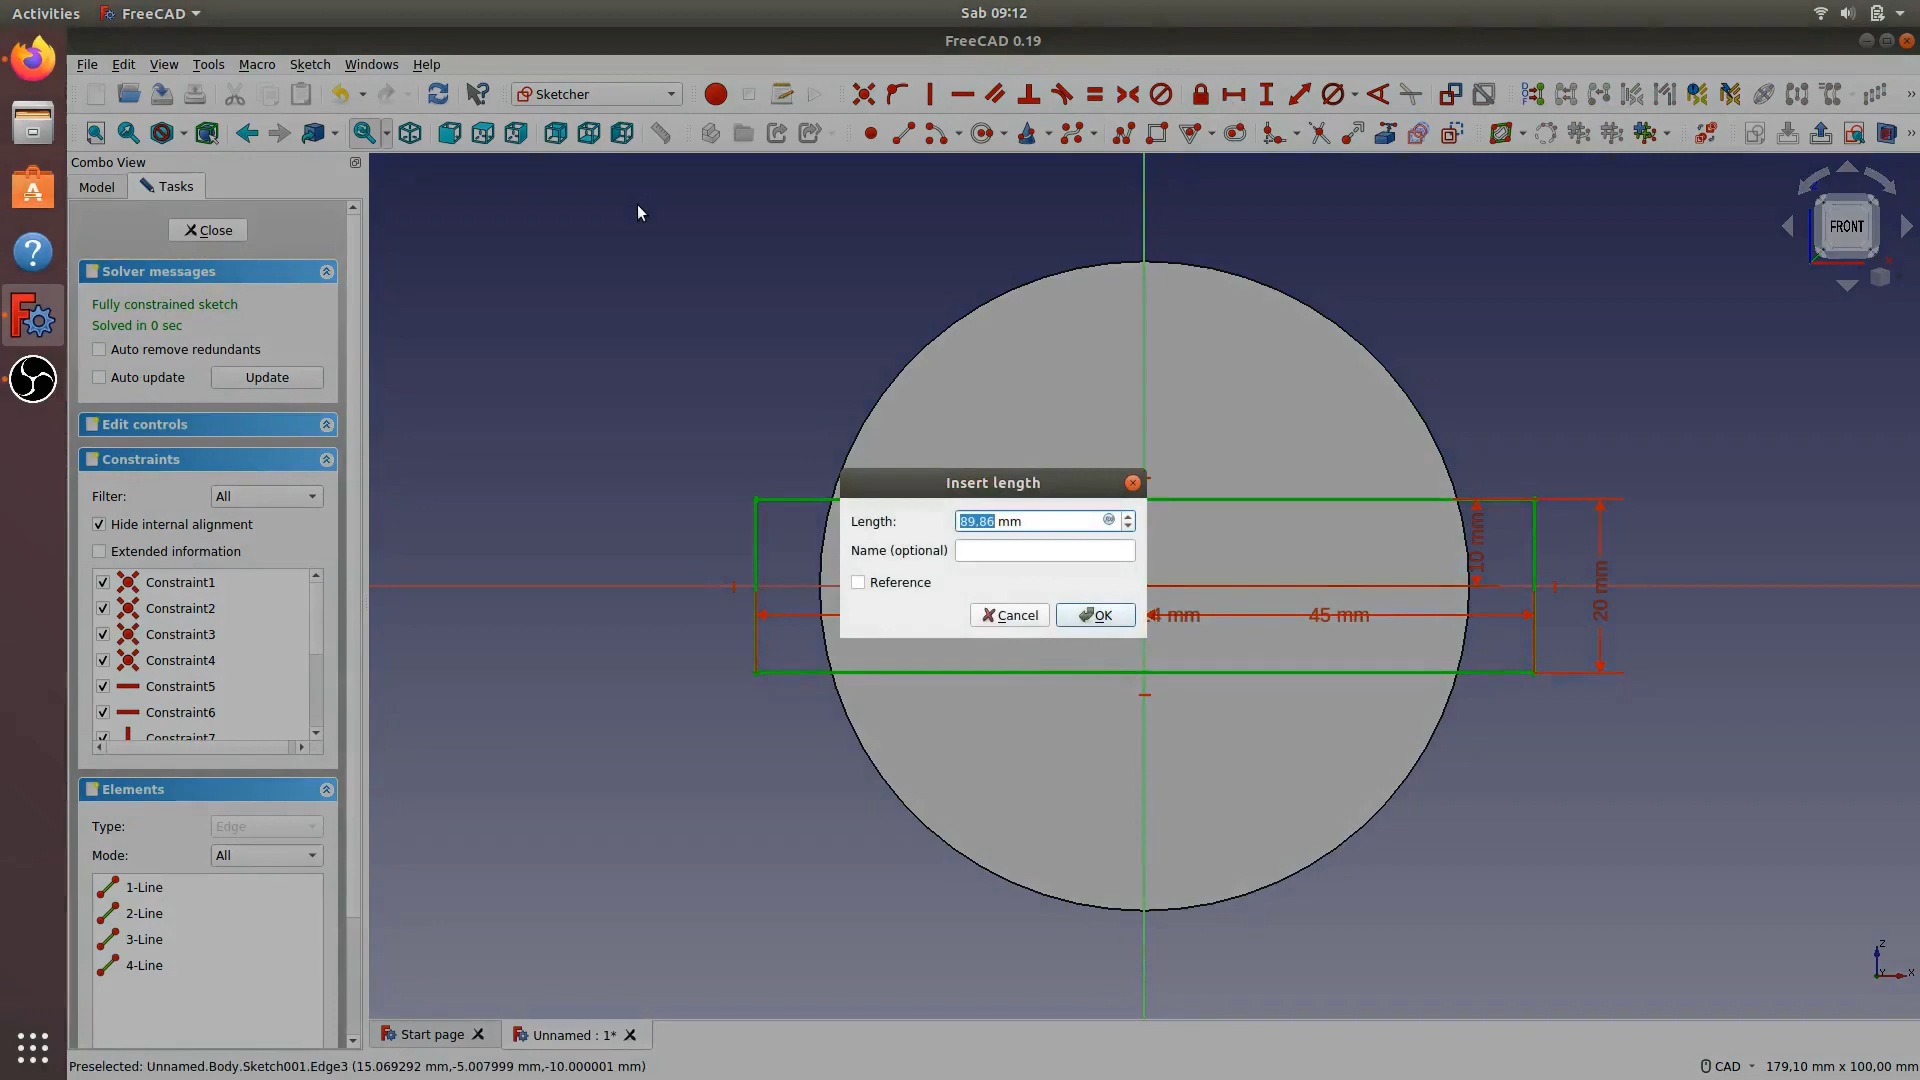 Activities
FreeCAD
Sab 09:12
FreeCAD 0.19
File Edit View Tools Macro Sketch Windows Help
Sketcher
Combo View
Model
Tasks
Close
Solver messages
Fully constrained sketch
Solved in 0 sec
Auto remove redundants
Auto update
Update
Edit controls
Constraints
Filter:
All
Hide internal alignment
Extended information
Constraint1
Constraint2
Constraint3
Constraint4
Constraint5
Constraint6
Constraint7
Elements
Type:
Edge
Mode:
All
1-Line
2-Line
3-Line
4-Line
FRONT
Insert length
Length:
89,86 mm
Name (optional)
Reference
Cancel
OK
4 mm
45 mm
10 mm
20 mm
Z
Y
X
Start page
Unnamed : 1*
Preselected: Unnamed.Body.Sketch001.Edge3 (15.069292 mm,-5.007999 mm,-10.000001 mm)
CAD
179,10 mm x 100,00 mm